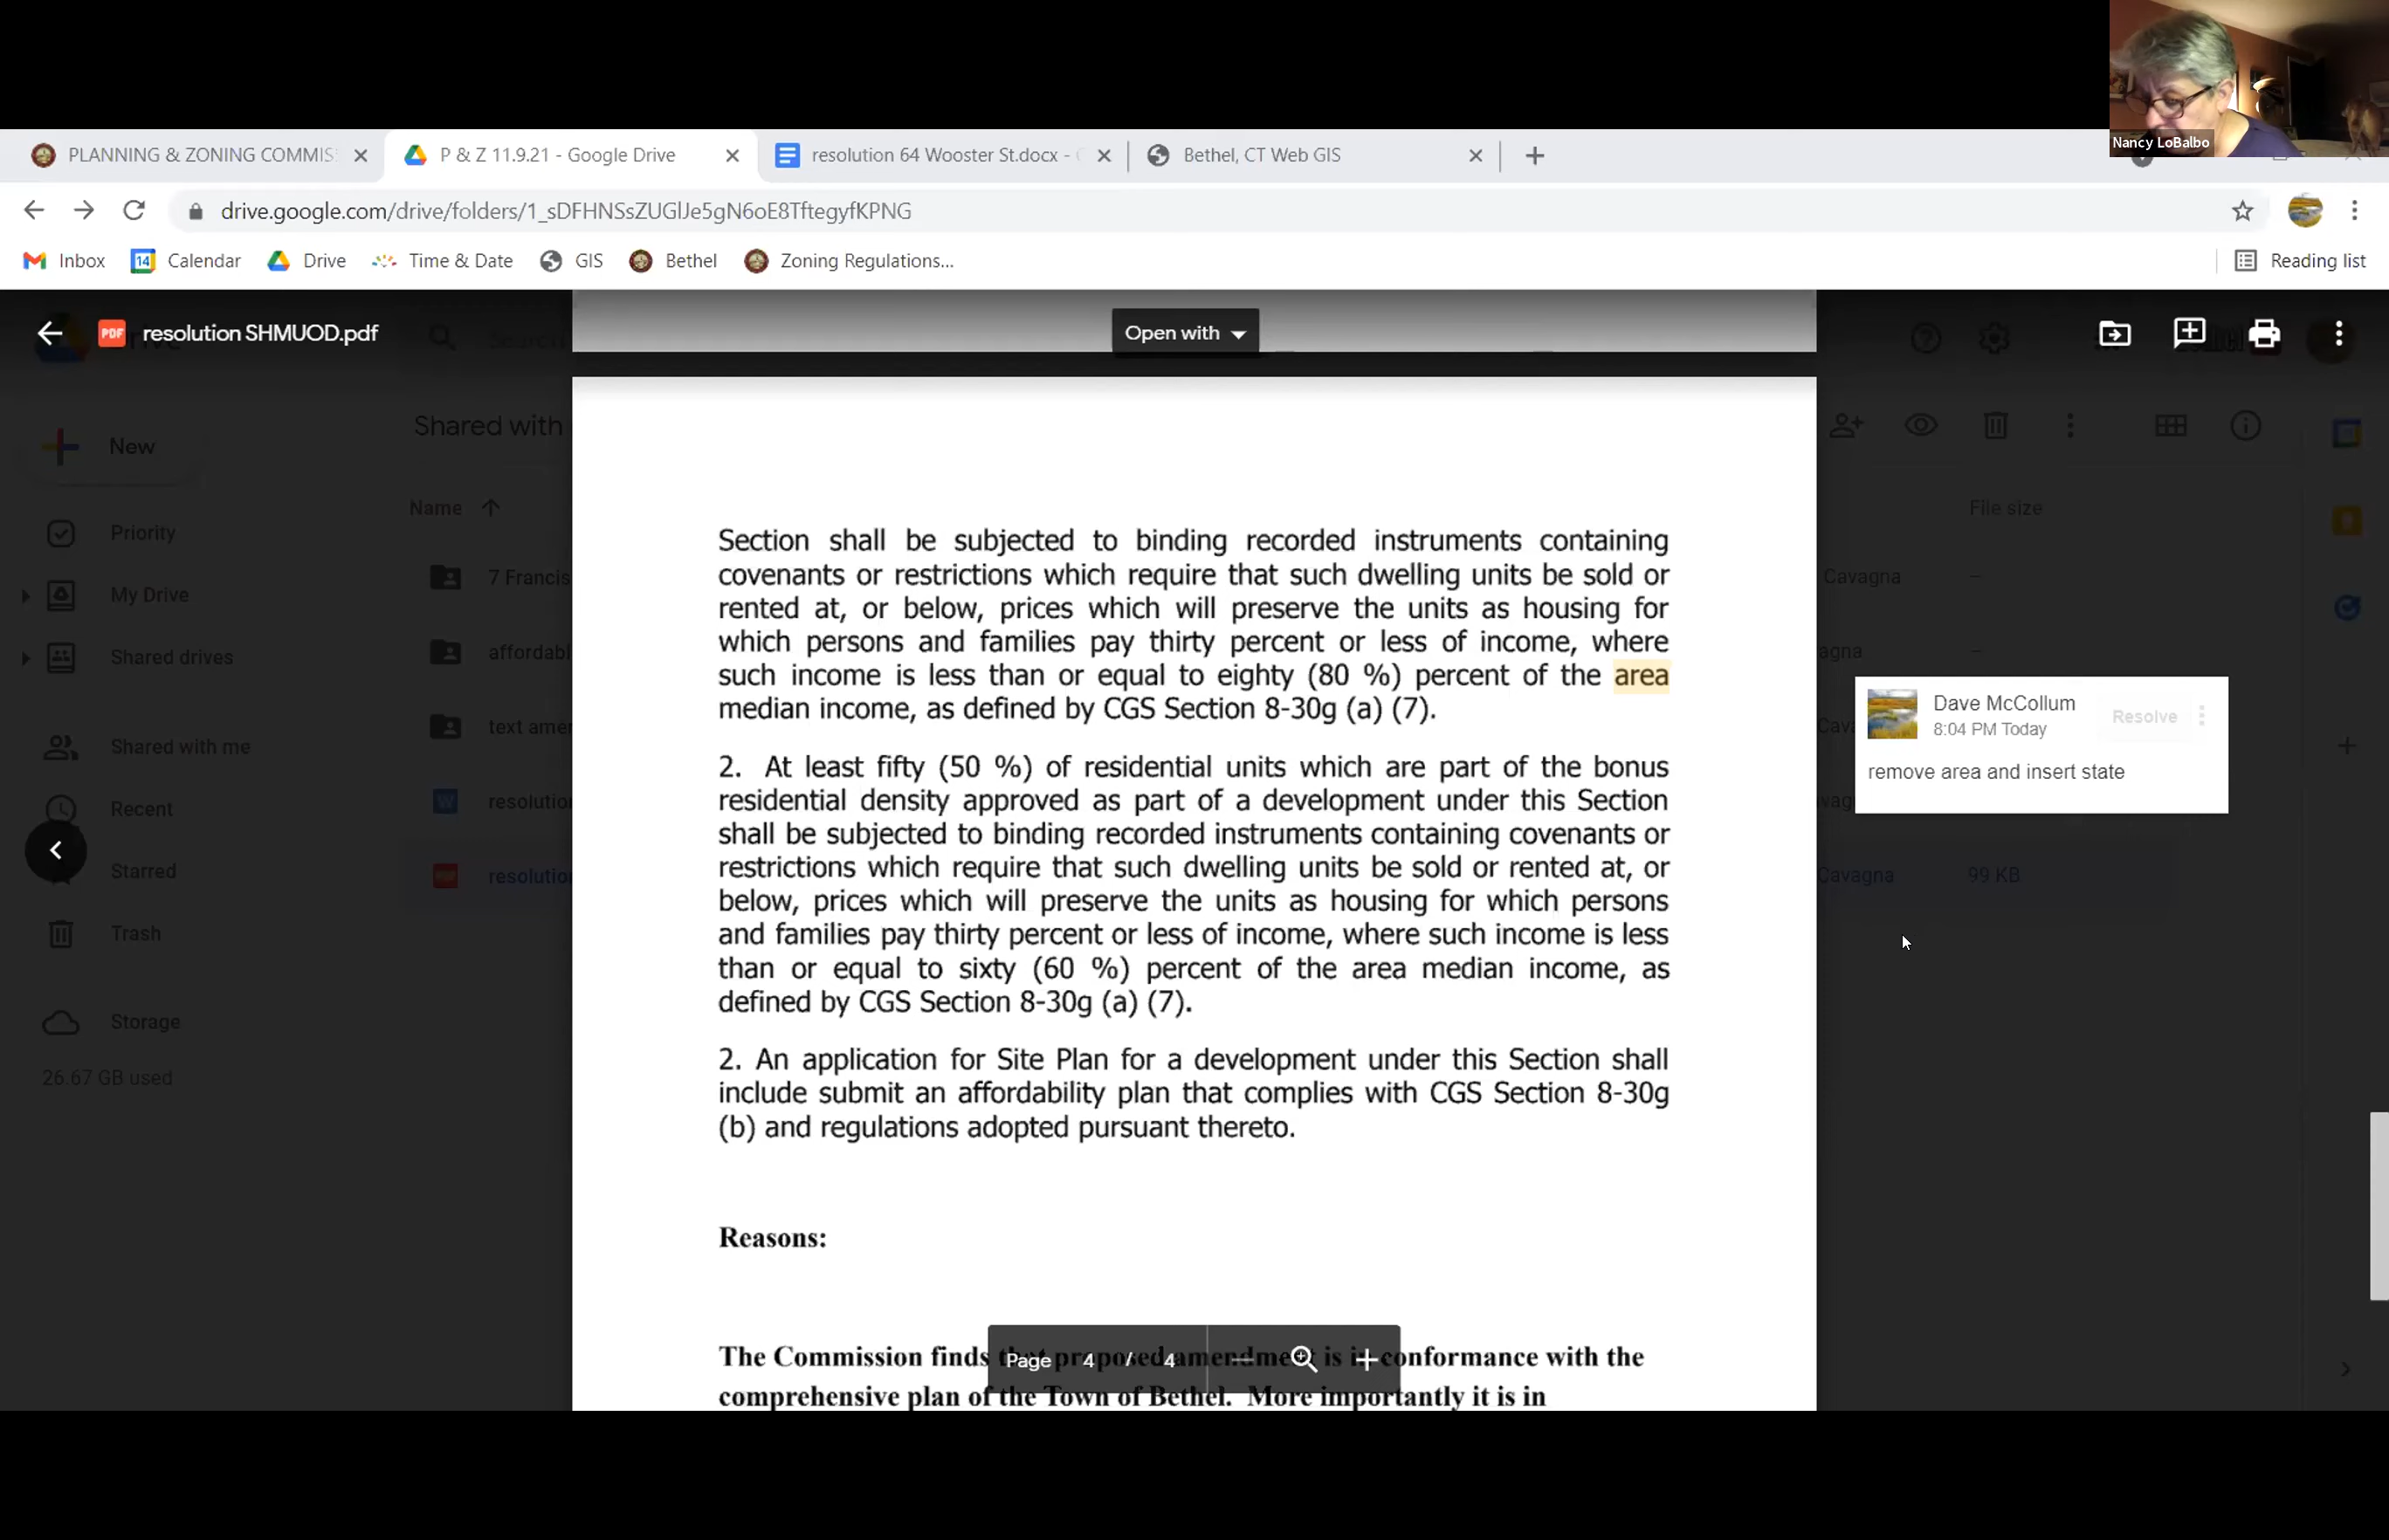 Nancy LoBalbo
PLANNING & ZONING COMMIS
P & Z 11.9.21 - Google Drive
resolution 64 Wooster St.docx -
Bethel, CT Web GIS
drive.google.com/drive/folders/1_sDFHNSsZUGlJe5gN6oE8TftegyfKPNG
Inbox
14
Calendar
Drive
Time & Date
GIS
Bethel
Zoning Regulations...
Reading list
PDF
resolution SHMUOD.pdf
Open with
New
Shared with
Name
File size
Priority
My Drive
Shared drives
Shared with me
Recent
Starred
Trash
Storage
26.67 GB used
7 Francis
affordabl
text amer
resolution
resolution
Cavagna
agna
Cavagna
99 KB
Section shall be subjected to binding recorded instruments containing
covenants or restrictions which require that such dwelling units be sold or
rented at, or below, prices which will preserve the units as housing for
which persons and families pay thirty percent or less of income, where
such income is less than or equal to eighty (80 %) percent of the area
median income, as defined by CGS Section 8-30g (a) (7).
2. At least fifty (50 %) of residential units which are part of the bonus
residential density approved as part of a development under this Section
shall be subjected to binding recorded instruments containing covenants or
restrictions which require that such dwelling units be sold or rented at, or
below, prices which will preserve the units as housing for which persons
and families pay thirty percent or less of income, where such income is less
than or equal to sixty (60 %) percent of the area median income, as
defined by CGS Section 8-30g (a) (7).
2. An application for Site Plan for a development under this Section shall
include submit an affordability plan that complies with CGS Section 8-30g
(b) and regulations adopted pursuant thereto.
Reasons:
The Commission finds that proposed amendment is in conformance with the
comprehensive plan of the Town of Bethel. More importantly it is in
Page 4 / 4
Dave McCollum
8:04 PM Today
Resolve
remove area and insert state